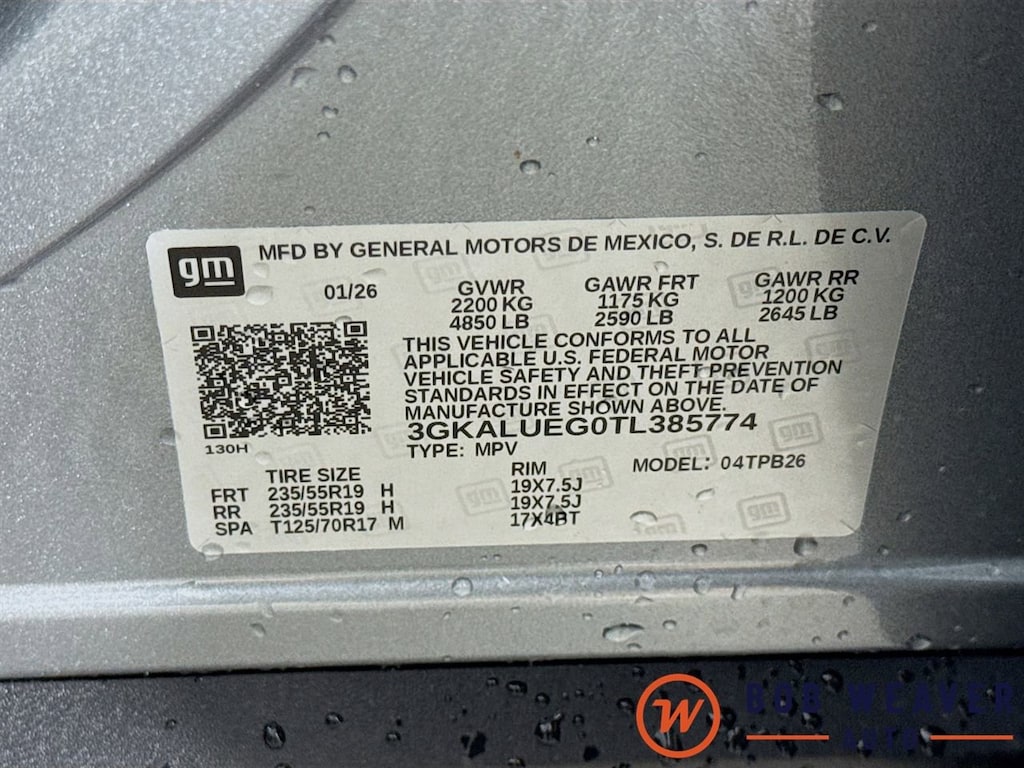 gm
MFD BY GENERAL MOTORS DE MEXICO, S. DE R.L. DE C.V.
01/26
GVWR GAWR FRT GAWR RR
2200 KG 1175 KG 1200 KG
4850 LB 2590 LB 2645 LB
THIS VEHICLE CONFORMS TO ALL
APPLICABLE U.S. FEDERAL MOTOR
VEHICLE SAFETY AND THEFT PREVENTION
STANDARDS IN EFFECT ON THE DATE OF
MANUFACTURE SHOWN ABOVE.
3GKALUEG0TL385774
130H
TYPE: MPV MODEL: 04TPB26
TIRE SIZE RIM
FRT 235/55R19 H 19X7.5J
RR 235/55R19 H 19X7.5J
SPA T125/70R17 M 17X4BT
W
BOB WEAVER
AUTO